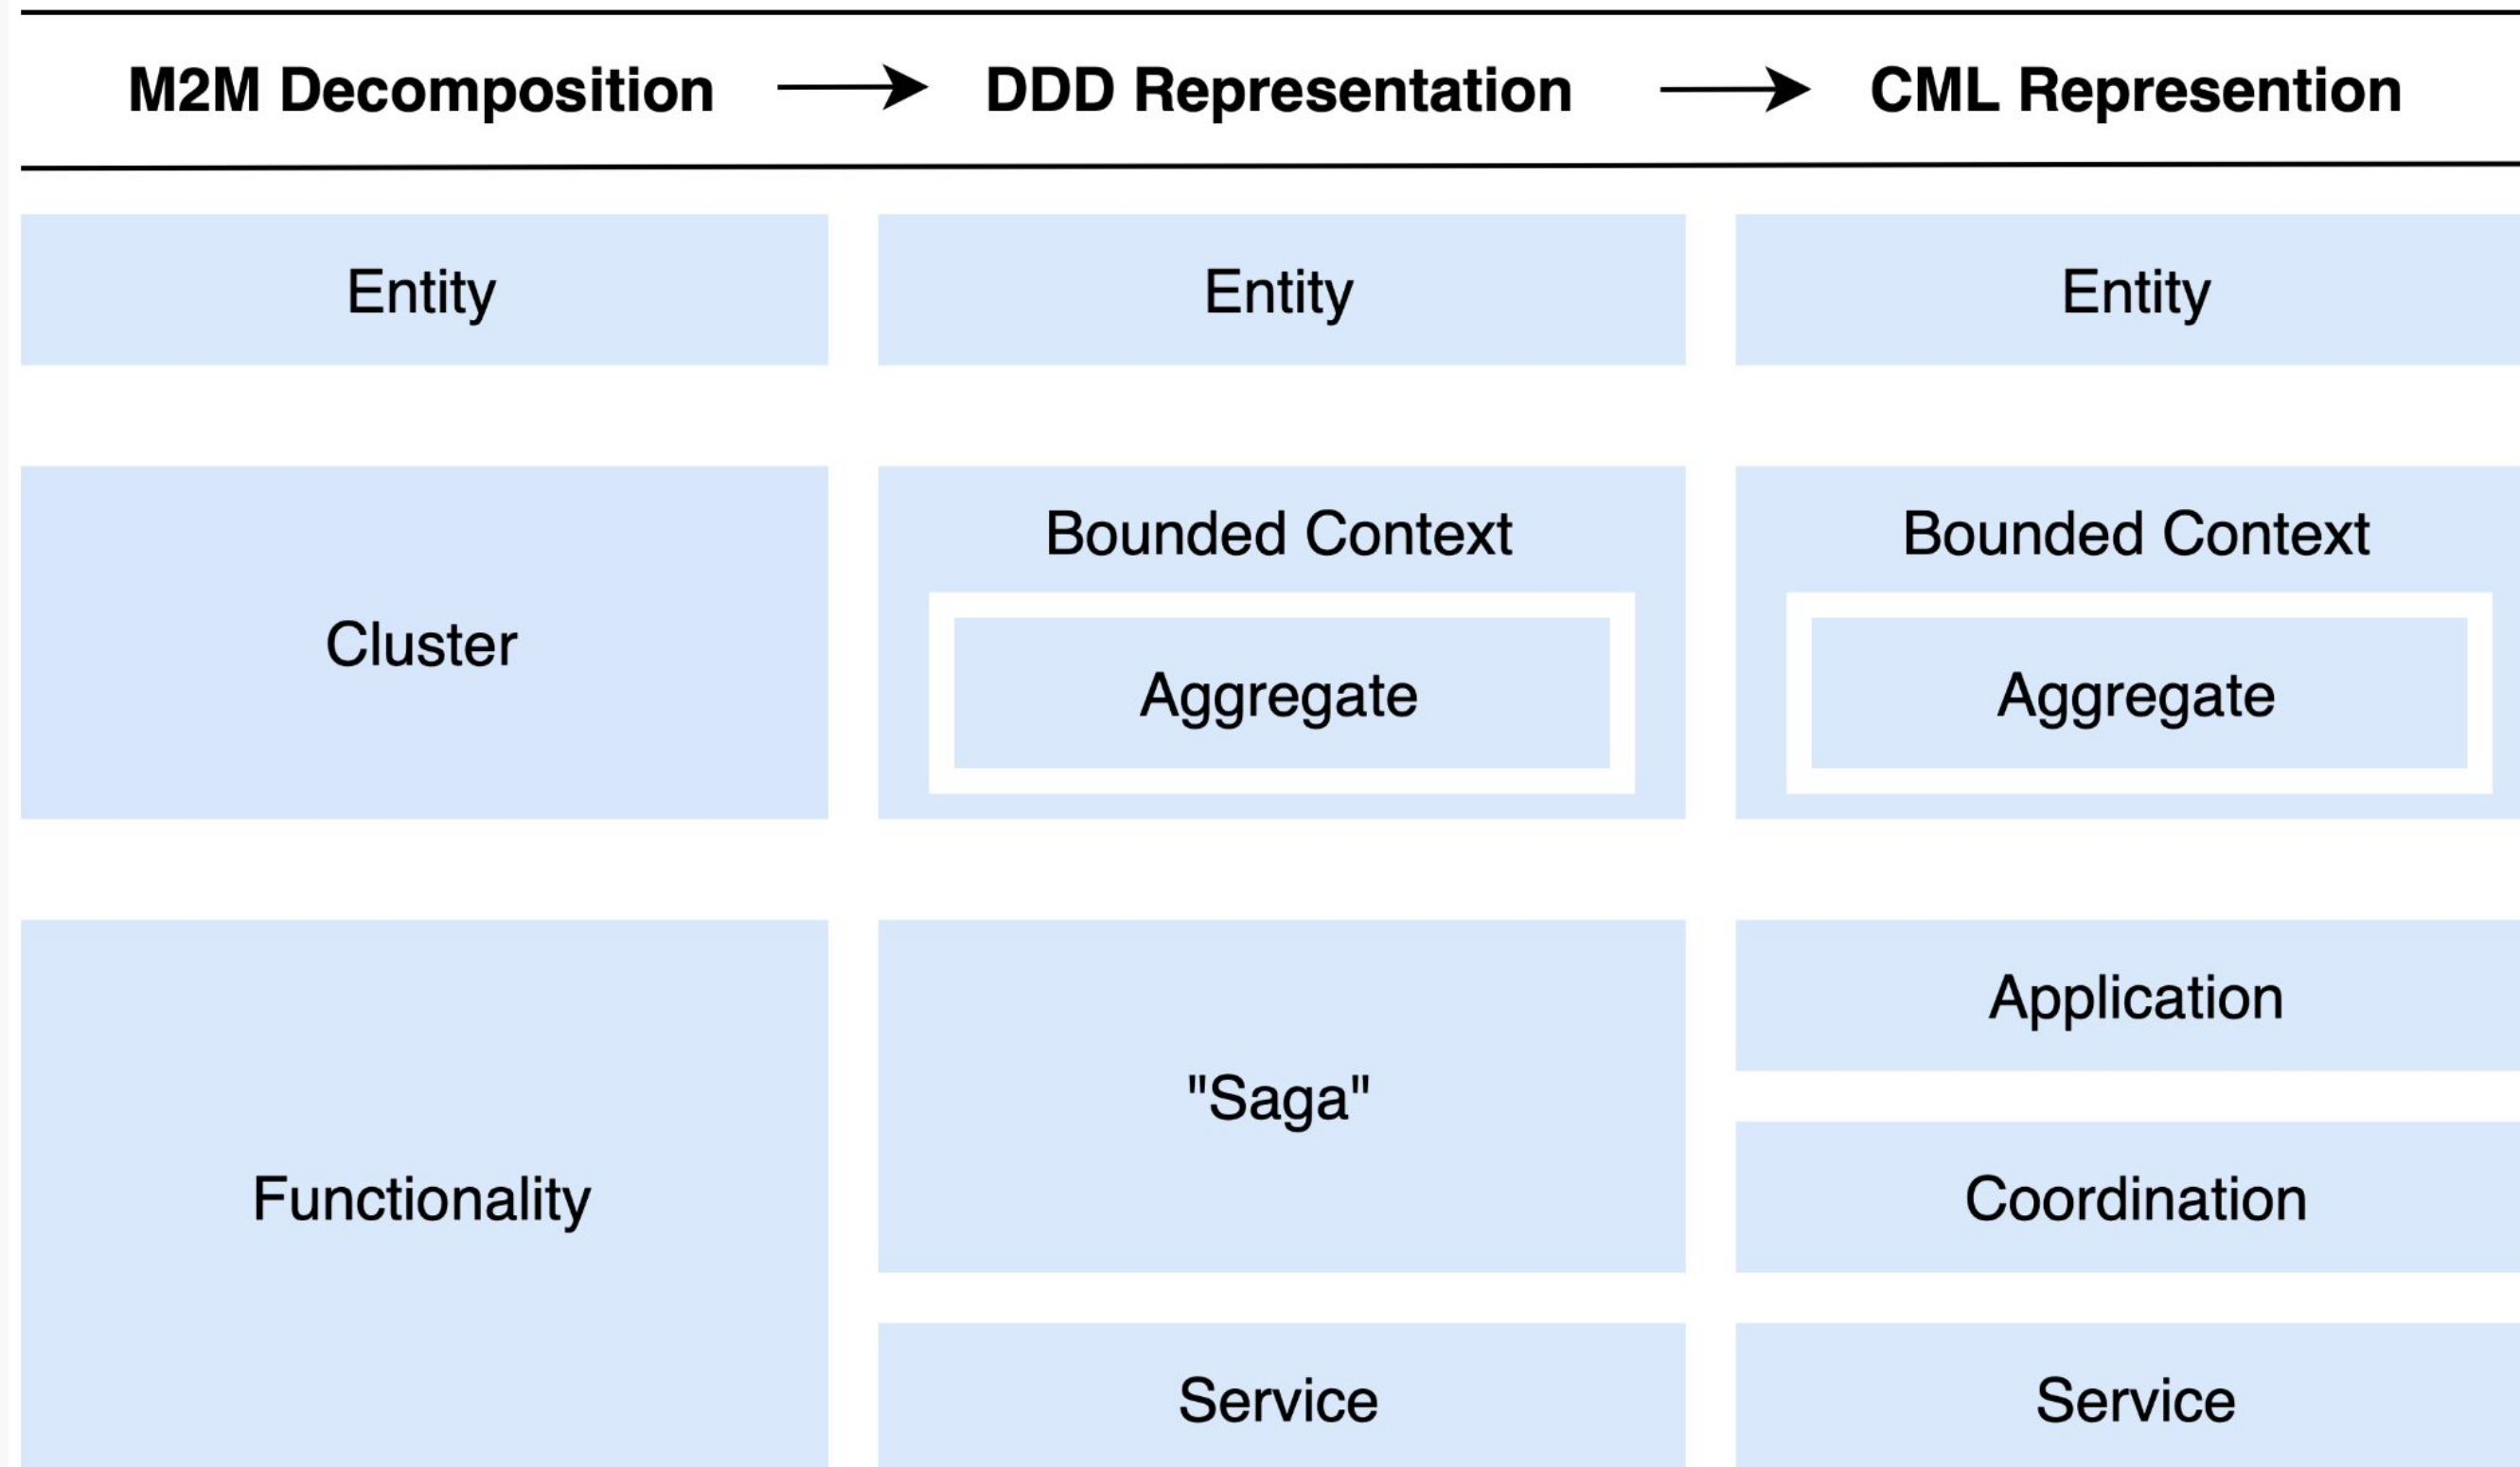 M2M Decomposition DDD Representation CML Represention
Entity Entity Entity
Cluster
Bounded Context
Aggregate
Bounded Context
Aggregate
Functionality
"Saga"
Service
Application
Coordination
Service